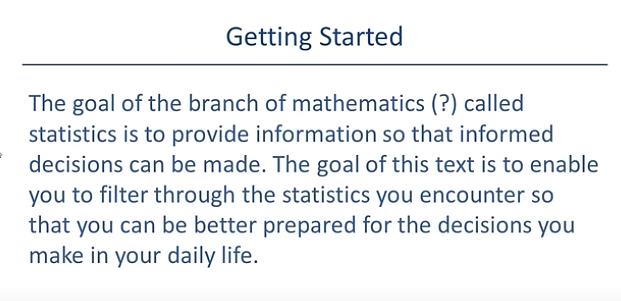 Getting Started
The goal of the branch of mathematics (?) called
statistics is to provide information so that informed
decisions can be made. The goal of this text is to enable
you to filter through the statistics you encounter so
that you can be better prepared for the decisions you
make in your daily life.